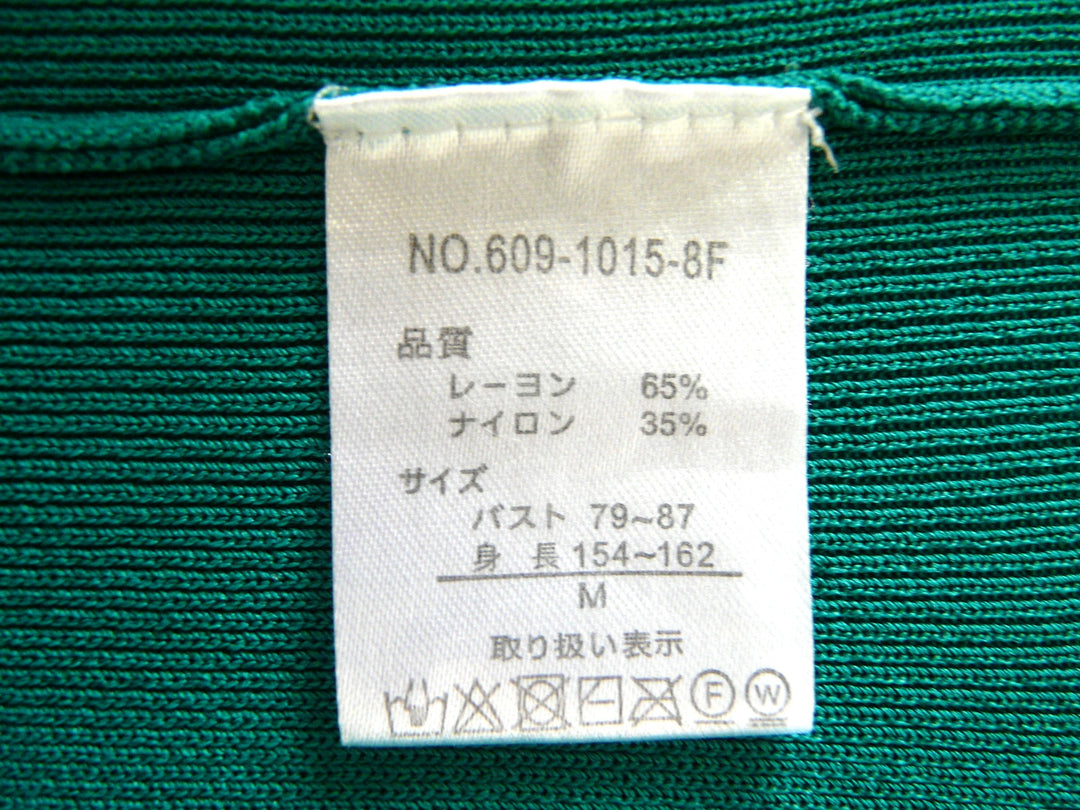 NO.609-1015-8F
品質
レーヨン 65%
ナイロン 35%
サイズ
バスト 79~87
身 長 154~162
M
取り扱い表示
F W